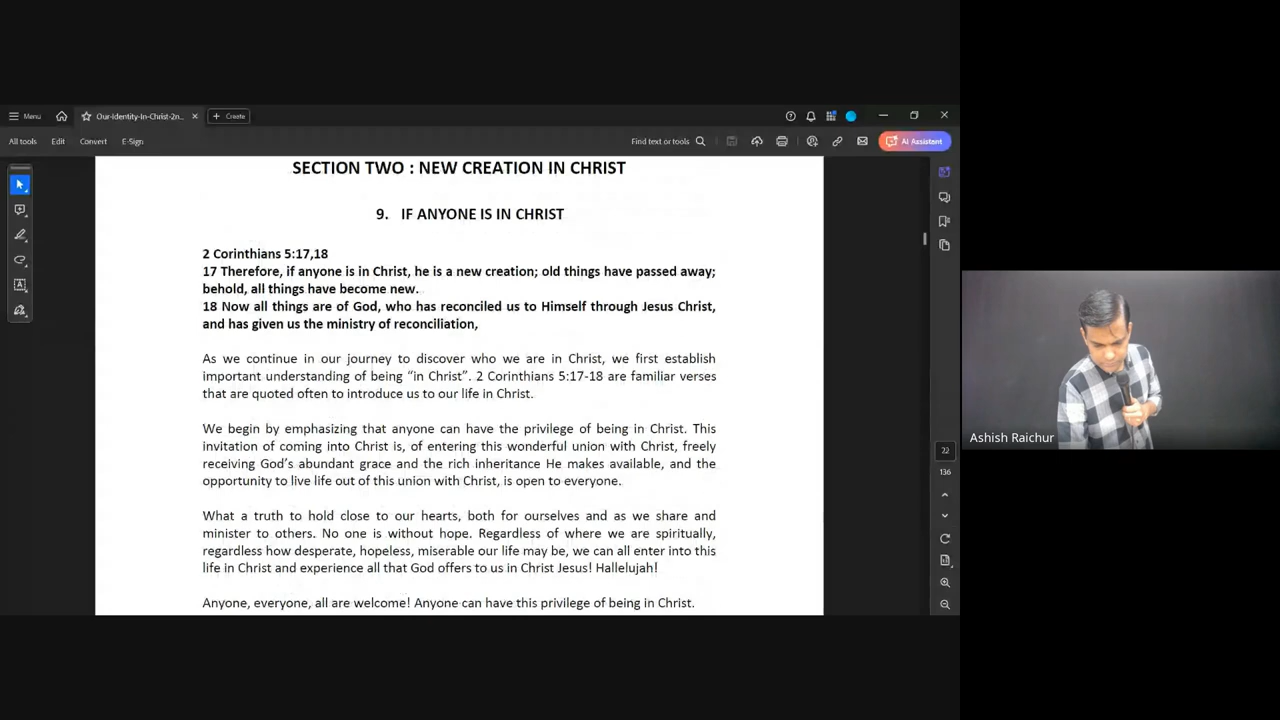 Menu
Our-Identity-In-Christ-2n...
Create
All tools
Edit
Convert
E-Sign
Find text or tools
AI Assistant
SECTION TWO : NEW CREATION IN CHRIST
9. IF ANYONE IS IN CHRIST
2 Corinthians 5:17,18
17 Therefore, if anyone is in Christ, he is a new creation; old things have passed away;
behold, all things have become new.
18 Now all things are of God, who has reconciled us to Himself through Jesus Christ,
and has given us the ministry of reconciliation,
As we continue in our journey to discover who we are in Christ, we first establish
important understanding of being “in Christ”. 2 Corinthians 5:17-18 are familiar verses
that are quoted often to introduce us to our life in Christ.
We begin by emphasizing that anyone can have the privilege of being in Christ. This
invitation of coming into Christ is, of entering this wonderful union with Christ, freely
receiving God’s abundant grace and the rich inheritance He makes available, and the
opportunity to live life out of this union with Christ, is open to everyone.
What a truth to hold close to our hearts, both for ourselves and as we share and
minister to others. No one is without hope. Regardless of where we are spiritually,
regardless how desperate, hopeless, miserable our life may be, we can all enter into this
life in Christ and experience all that God offers to us in Christ Jesus! Hallelujah!
Anyone, everyone, all are welcome! Anyone can have this privilege of being in Christ.
22
136
Ashish Raichur